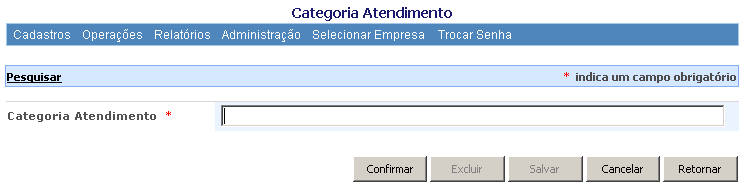 Categoria Atendimento
Cadastros Operações Relatórios Administração Selecionar Empresa Trocar Senha
Pesquisar * indica um campo obrigatório
Categoria Atendimento *
Confirmar Excluir Salvar Cancelar Retornar